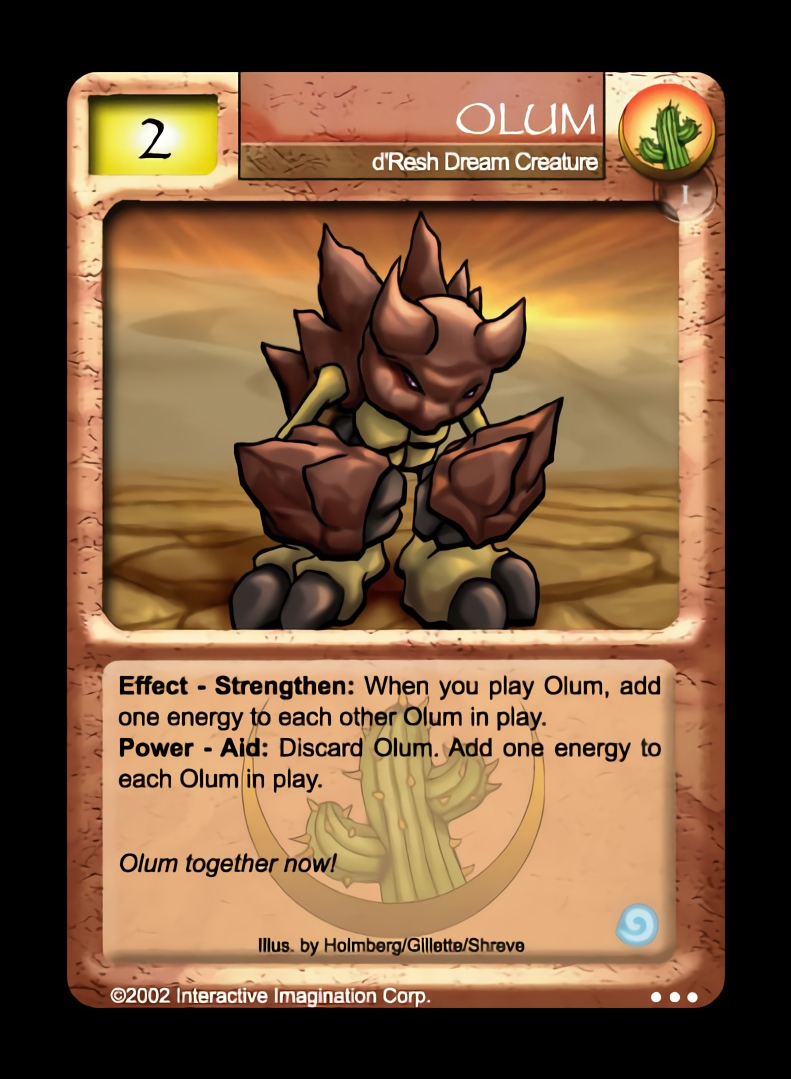 2
OLUM
d'Resh Dream Creature
I
Effect - Strengthen: When you play Olum, add
one energy to each other Olum in play.
Power - Aid: Discard Olum. Add one energy to
each Olum in play.
Olum together now!
Illus. by Holmberg/Gillette/Shreve
©2002 Interactive Imagination Corp.